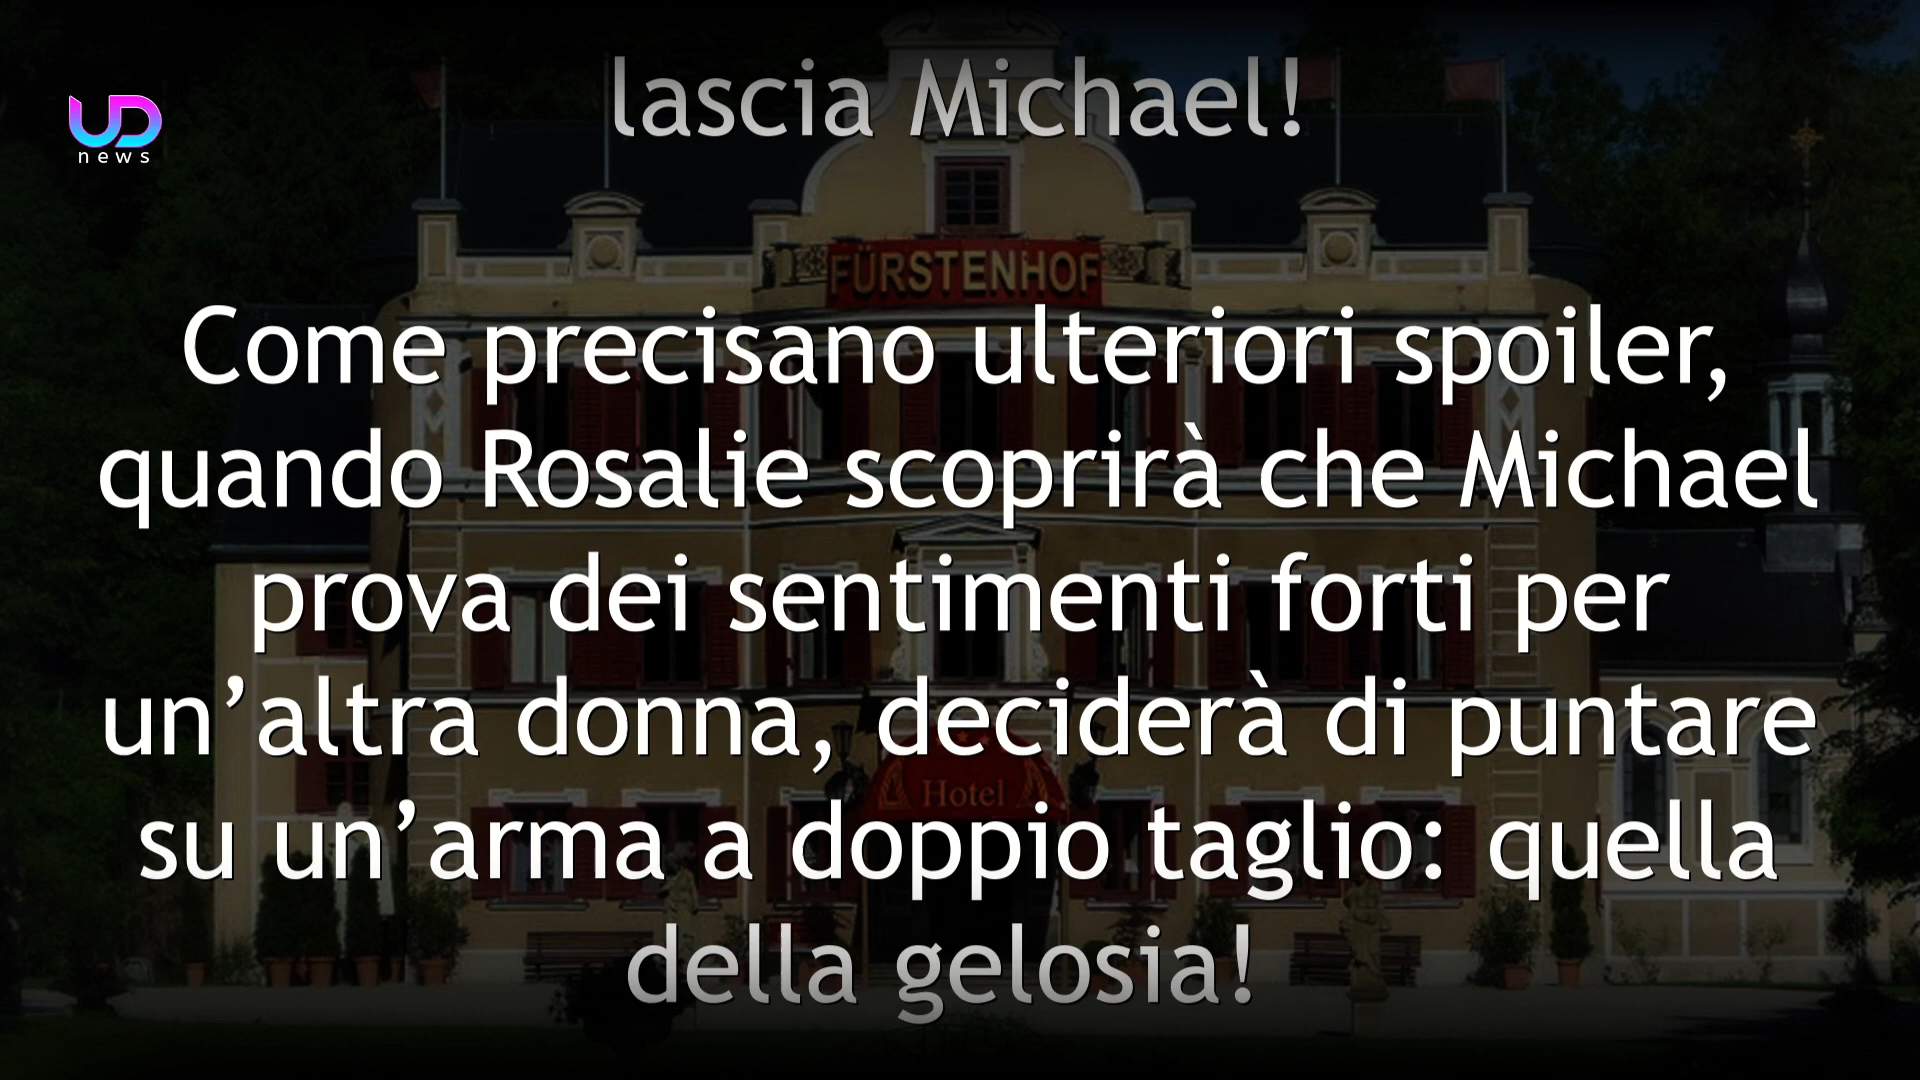 lascia Michael!
UD
news
FÜRSTENHOF
Come precisano ulteriori spoiler,
quando Rosalie scoprirà che Michael
prova dei sentimenti forti per
un’altra donna, deciderà di puntare
Hotel
su un’arma a doppio taglio: quella
della gelosia!